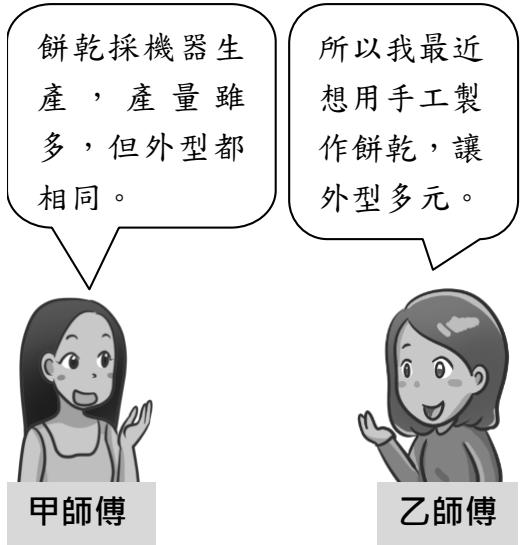 餅乾採機器生
產，產量雖
多，但外型都
相同。
所以我最近
想用手工製
作餅乾，讓
外型多元。
甲師傅
乙師傅